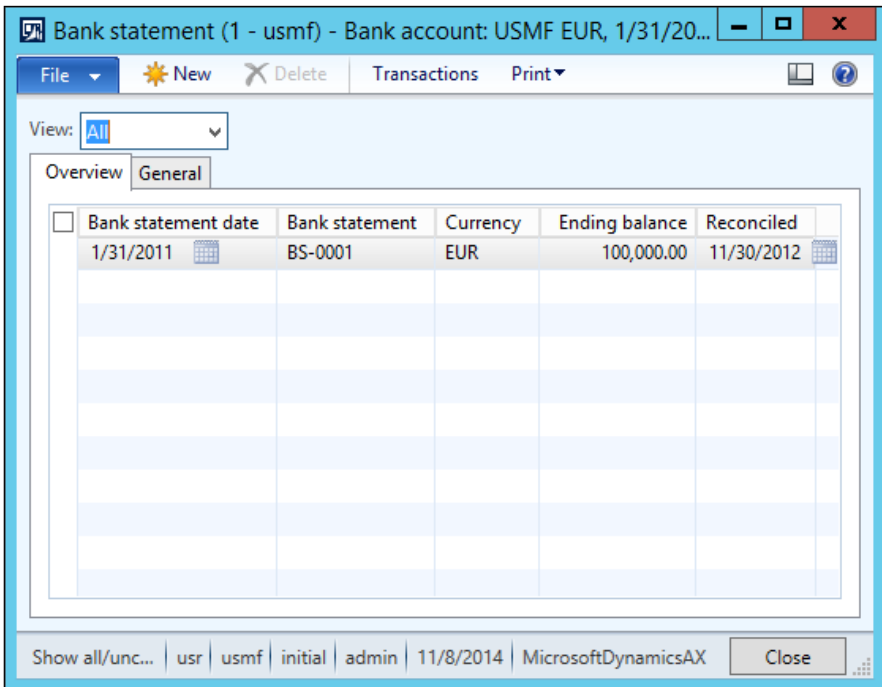 Bank statement (1 - usmf) - Bank account: USMF EUR, 1/31/20...
File New Delete Transactions Print
View: All
Overview General
Bank statement date Bank statement Currency Ending balance Reconciled
1/31/2011 BS-0001 EUR 100,000.00 11/30/2012
Show all/unc... usr usmf initial admin 11/8/2014 MicrosoftDynamicsAX Close